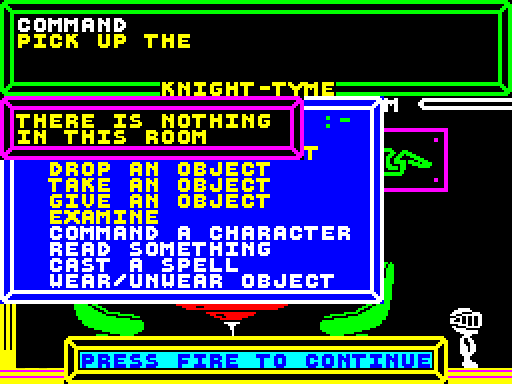 COMMAND
PICK UP THE
KNIGHT-TYME
M
THERE IS NOTHING
IN THIS ROOM
:-
T
DROP AN OBJECT
TAKE AN OBJECT
GIVE AN OBJECT
EXAMINE
COMMAND A CHARACTER
READ SOMETHING
CAST A SPELL
WEAR/UNWEAR OBJECT
PRESS FIRE TO CONTINUE